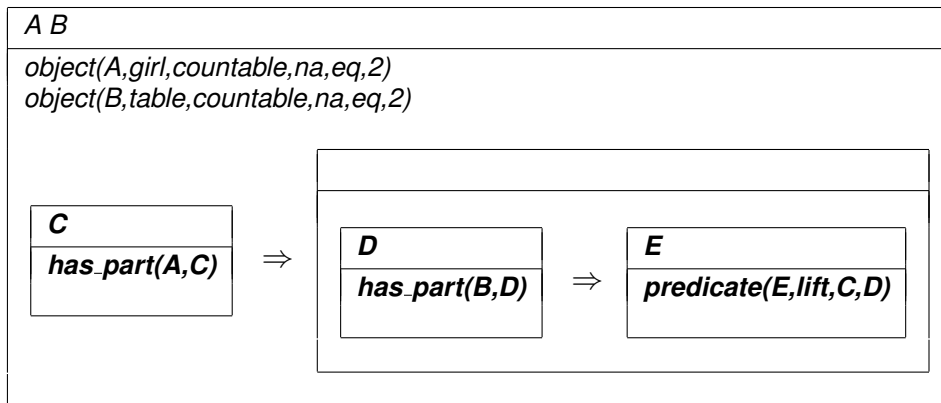 A B
object(A,girl,countable,na,eq,2)
object(B,table,countable,na,eq,2)
C
has_part(A,C)
⇒
D
has_part(B,D)
⇒
E
predicate(E,lift,C,D)